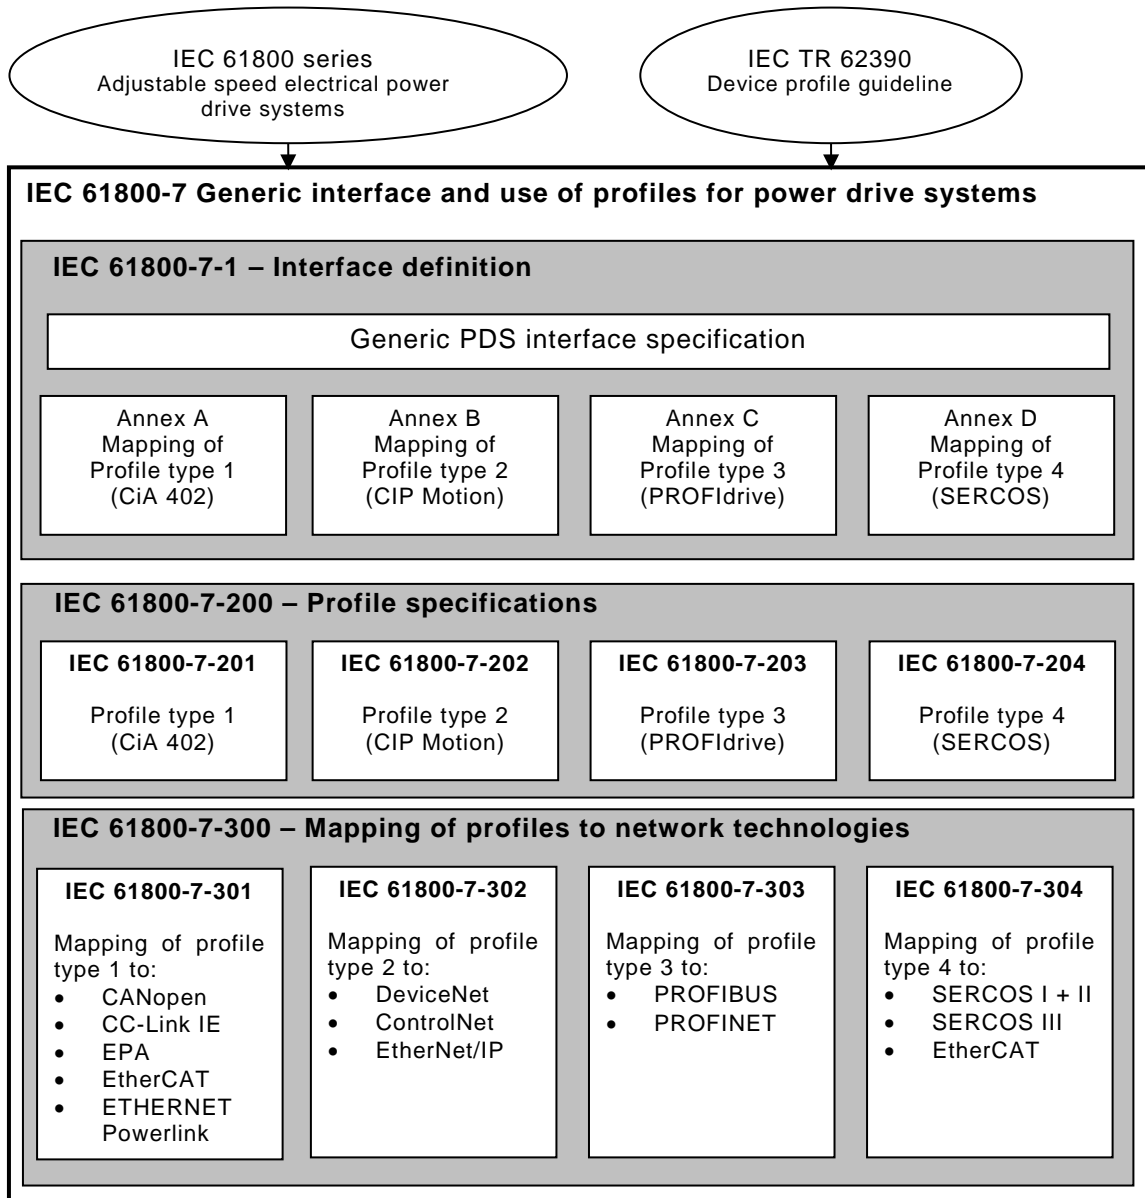 IEC 61800 series
Adjustable speed electrical power
drive systems
IEC TR 62390
Device profile guideline
IEC 61800-7 Generic interface and use of profiles for power drive systems
IEC 61800-7-1 – Interface definition
Generic PDS interface specification
Annex A
Mapping of
Profile type 1
(CiA 402)
Annex B
Mapping of
Profile type 2
(CIP Motion)
Annex C
Mapping of
Profile type 3
(PROFIdrive)
Annex D
Mapping of
Profile type 4
(SERCOS)
IEC 61800-7-200 – Profile specifications
IEC 61800-7-201
Profile type 1
(CiA 402)
IEC 61800-7-202
Profile type 2
(CIP Motion)
IEC 61800-7-203
Profile type 3
(PROFIdrive)
IEC 61800-7-204
Profile type 4
(SERCOS)
IEC 61800-7-300 – Mapping of profiles to network technologies
IEC 61800-7-301
Mapping of profile
type 1 to:
• CANopen
• CC-Link IE
• EPA
• EtherCAT
• ETHERNET
Powerlink
IEC 61800-7-302
Mapping of profile
type 2 to:
• DeviceNet
• ControlNet
• EtherNet/IP
IEC 61800-7-303
Mapping of profile
type 3 to:
• PROFIBUS
• PROFINET
IEC 61800-7-304
Mapping of profile
type 4 to:
• SERCOS I + II
• SERCOS III
• EtherCAT